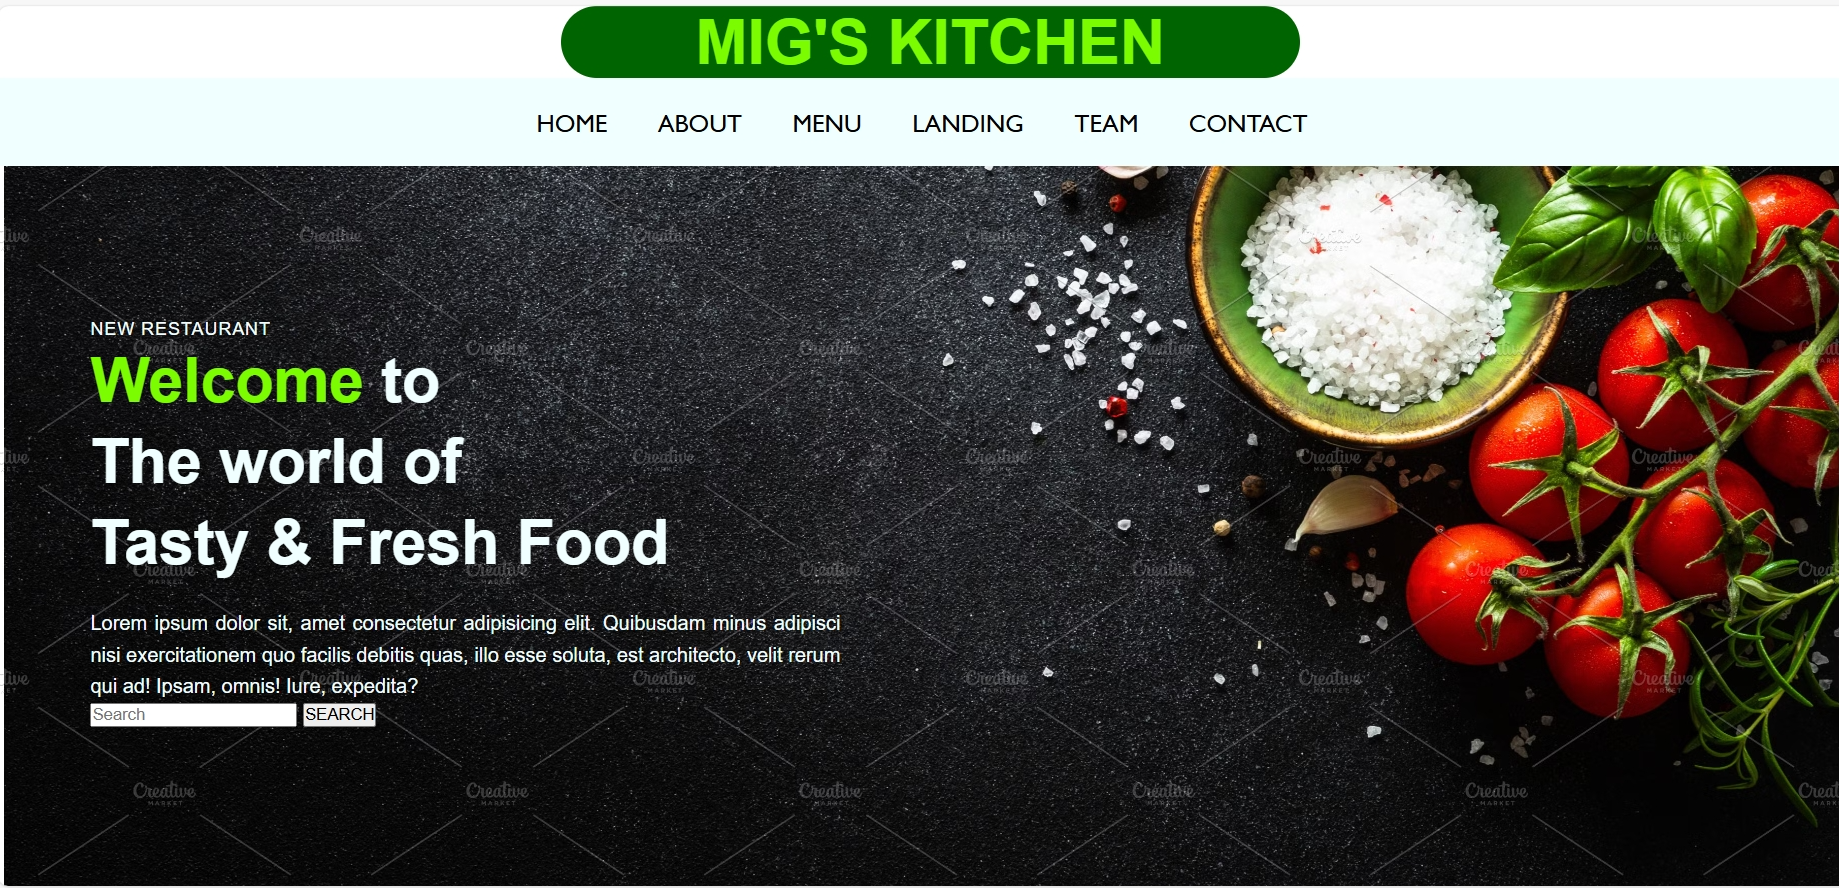 MIG'S KITCHEN
HOME ABOUT MENU LANDING TEAM CONTACT
NEW RESTAURANT
Welcome to
The world of
Tasty & Fresh Food
Lorem ipsum dolor sit, amet consectetur adipisicing elit. Quibusdam minus adipisci
nisi exercitationem quo facilis debitis quas, illo esse soluta, est architecto, velit rerum
qui ad! Ipsam, omnis! Iure, expedita?
Search SEARCH
Creative
MARKET